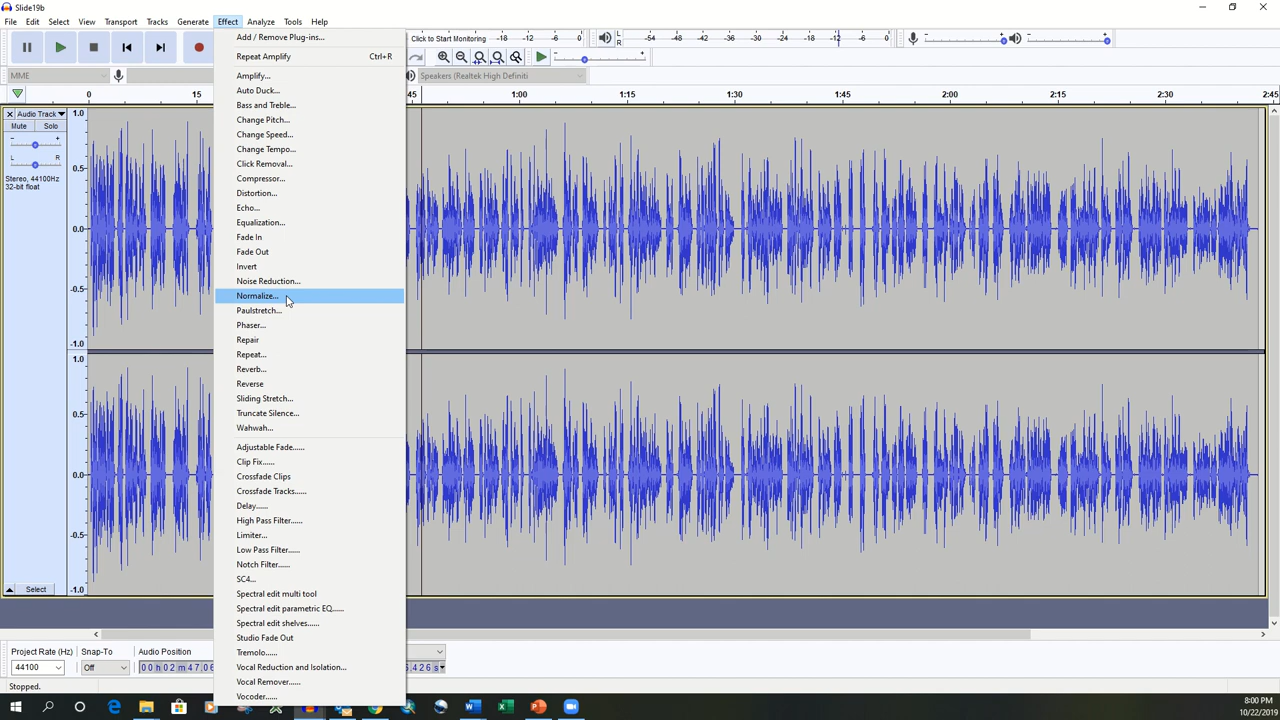 Slide19b
File Edit Select View Transport Tracks Generate Effect Analyze Tools Help
Add / Remove Plug-ins...
Repeat Amplify Ctrl+R
Amplify...
Auto Duck...
Bass and Treble...
Change Pitch...
Change Speed...
Change Tempo...
Click Removal...
Compressor...
Distortion...
Echo...
Equalization...
Fade In
Fade Out
Invert
Noise Reduction...
Normalize...
Paulstretch...
Phaser...
Repair
Repeat...
Reverb...
Reverse
Sliding Stretch...
Truncate Silence...
Wahwah...
Adjustable Fade......
Clip Fix......
Crossfade Clips
Crossfade Tracks......
Delay......
High Pass Filter......
Limiter...
Low Pass Filter......
Notch Filter......
SC4...
Spectral edit multi tool
Spectral edit parametric EQ......
Spectral edit shelves......
Studio Fade Out
Tremolo......
Vocal Reduction and Isolation...
Vocal Remover......
Vocoder......
Click to Start Monitoring -18 -12 -6 0
L
R
-54 -48 -42 -36 -30 -24 -18 -12 -6 0
MME
Speakers (Realtek High Definiti
0 15 45 1:00 1:15 1:30 1:45 2:00 2:15 2:30 2:45
Audio Track
Mute Solo
- +
L R
Stereo, 44100Hz
32-bit float
Select
1.0
0.5
0.0
-0.5
-1.0
1.0
0.5
0.0
-0.5
-1.0
Project Rate (Hz) Snap-To Audio Position
44100 Off 00h02m47.06 6.426s
Stopped.
8:00 PM
10/22/2019